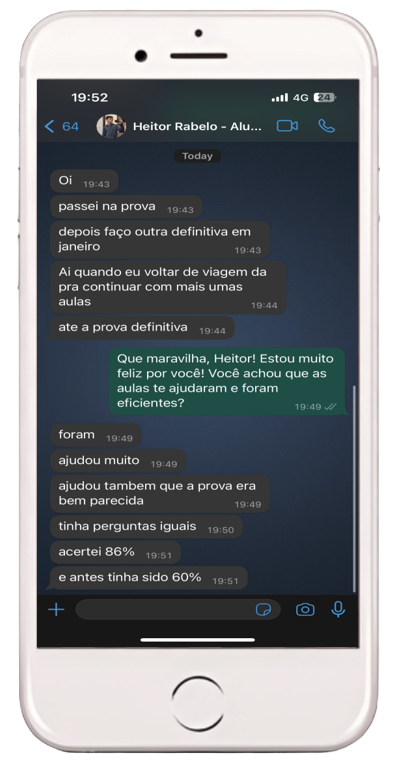 19:52
4G 24
64
Heitor Rabelo - Alu...
Today
Oi 19:43
passei na prova 19:43
depois faço outra definitiva em
janeiro 19:43
Ai quando eu voltar de viagem da
pra continuar com mais umas
aulas 19:44
ate a prova definitiva 19:44
Que maravilha, Heitor! Estou muito
feliz por você! Você achou que as
aulas te ajudaram e foram
eficientes? 19:49
foram 19:49
ajudou muito 19:49
ajudou tambem que a prova era
bem parecida 19:49
tinha perguntas iguais 19:50
acertei 86% 19:51
e antes tinha sido 60% 19:51